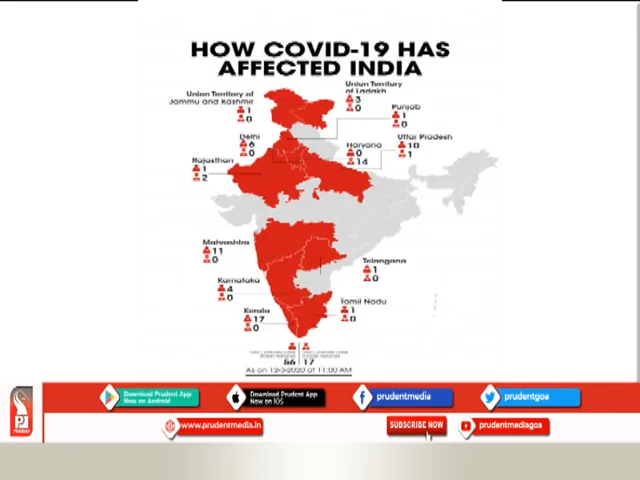 HOW COVID-19 HAS
AFFECTED INDIA
Union Territory of
Jammu and Kashmir
1
0
Union Territory
of Ladakh
3
0
Punjab
1
0
Delhi
6
0
Haryana
0
14
Uttar Pradesh
10
1
Rajasthan
1
2
Maharashtra
11
0
Telangana
1
0
Karnataka
4
0
Tamil Nadu
1
0
Kerala
17
0
56
17
As on 12-3-2020 at 11:00 AM
Download Prudent App
Now on Android
Download Prudent App
Now on iOS
prudentmedia
prudentgoa
www.prudentmedia.in
SUBSCRIBE NOW
prudentmediagoa